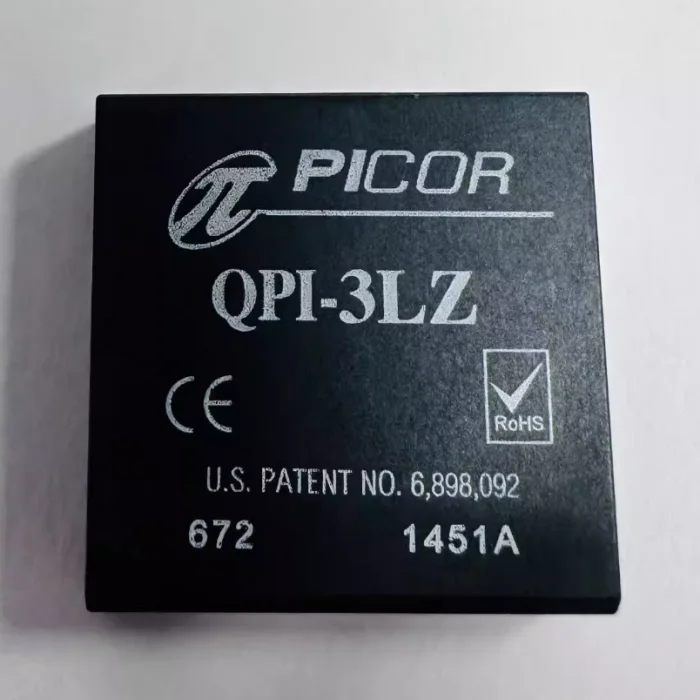 π PICOR
QPI-3LZ
CE
RoHS
U.S. PATENT NO. 6,898,092
672 1451A